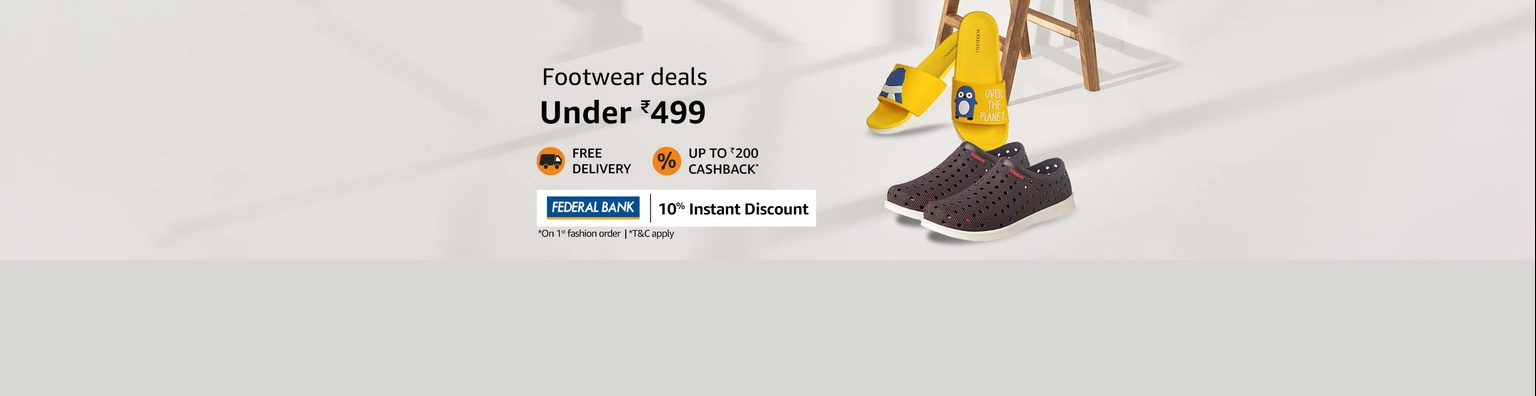 Footwear deals
Under ₹499
FREE
DELIVERY
%
UP TO ₹200
CASHBACK*
FEDERAL BANK
10% Instant Discount
*On 1st fashion order | *T&C apply
OVER
THE
PLANET.